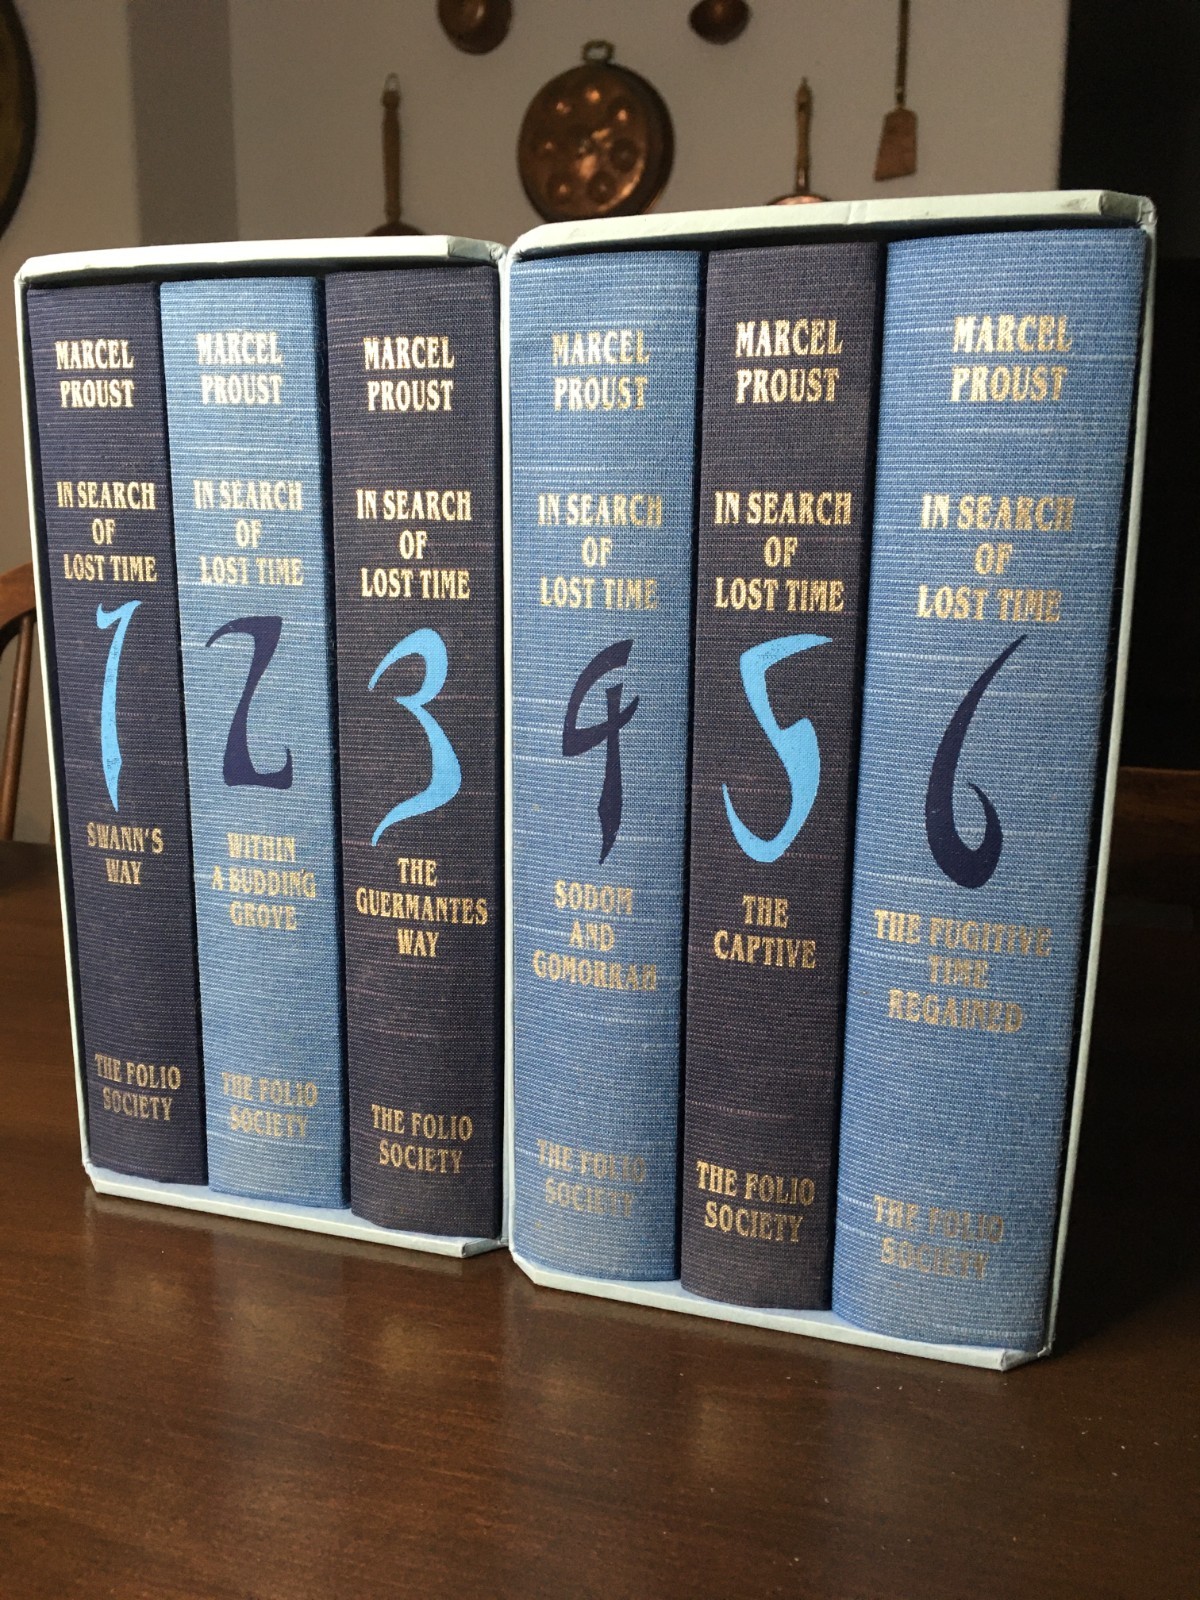 MARCEL
PROUST
IN SEARCH
OF
LOST TIME
1
SWANN'S
WAY
THE FOLIO
SOCIETY
MARCEL
PROUST
IN SEARCH
OF
LOST TIME
2
WITHIN
A BUDDING
GROVE
THE FOLIO
SOCIETY
MARCEL
PROUST
IN SEARCH
OF
LOST TIME
3
THE
GUERMANTES
WAY
THE FOLIO
SOCIETY
MARCEL
PROUST
IN SEARCH
OF
LOST TIME
4
SODOM
AND
GOMORRAH
THE FOLIO
SOCIETY
MARCEL
PROUST
IN SEARCH
OF
LOST TIME
5
THE
CAPTIVE
THE FOLIO
SOCIETY
MARCEL
PROUST
IN SEARCH
OF
LOST TIME
6
THE FUGITIVE
TIME
REGAINED
THE FOLIO
SOCIETY